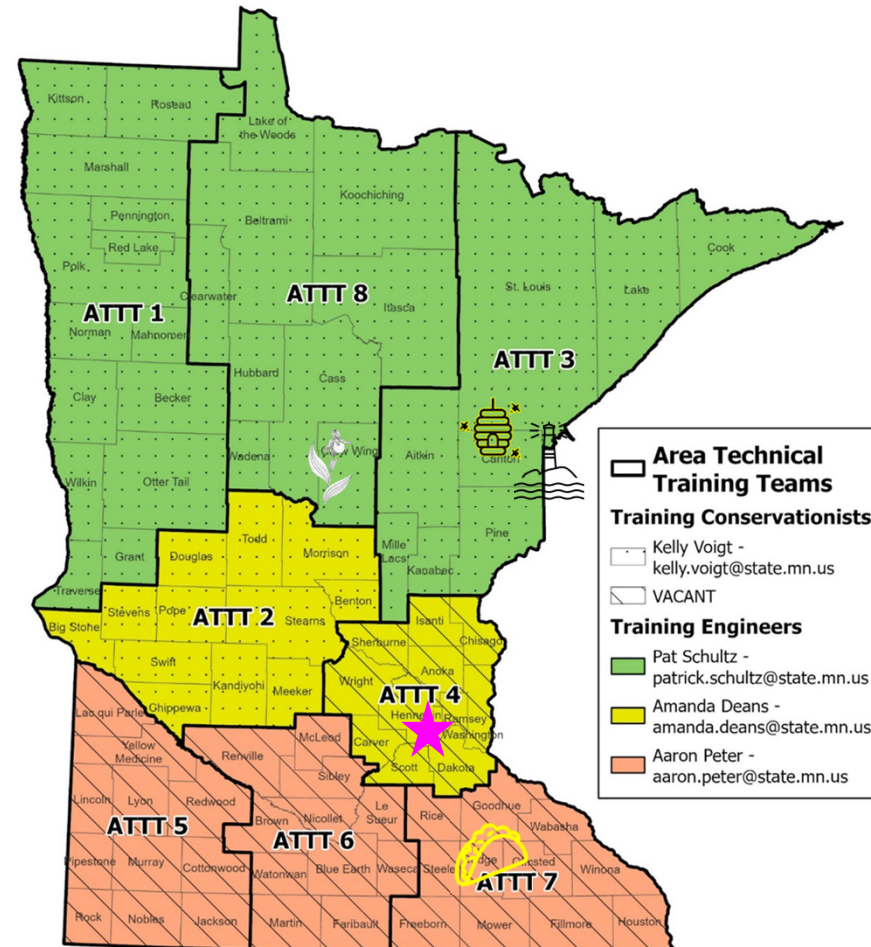 Kittson
Roseau
Lake of
the Woods
Marshall
Koochiching
Pennington
Beltrami
Red Lake
Cook
Polk
Clearwater
ATTT 8
St. Louis
Lake
ATTT 1
Itasca
Norman
Mahnomen
ATTT 3
Hubbard
Cass
Clay
Becker
Wadena
Wing
Aitkin
Carlton
Wilkin
Otter Tail
Pine
Todd
Mille
Lacs
Grant
Douglas
Morrison
Kanabec
Traverse
Benton
Stevens
Pope
ATTT 2
Stearns
Isanti
Big Stone
Sherburne
Chisago
Swift
Kandiyohi
Meeker
Wright
Anoka
ATTT 4
Chippewa
Ramsey
Lac qui Parle
Washington
McLeod
Carver
Yellow
Medicine
Renville
Scott
Dakota
Sibley
Lincoln
Lyon
Redwood
Le
Sueur
Goodhue
Brown
Nicollet
Rice
Wabasha
ATTT 5
ATTT 6
Pipestone
Murray
Cottonwood
Watonwan
Blue Earth
Waseca
Steele
Winona
ATTT 7
Rock
Nobles
Jackson
Martin
Faribault
Freeborn
Mower
Fillmore
Houston
Area Technical
Training Teams
Training Conservationists
Kelly Voigt -
kelly.voigt@state.mn.us
VACANT
Training Engineers
Pat Schultz -
patrick.schultz@state.mn.us
Amanda Deans -
amanda.deans@state.mn.us
Aaron Peter -
aaron.peter@state.mn.us